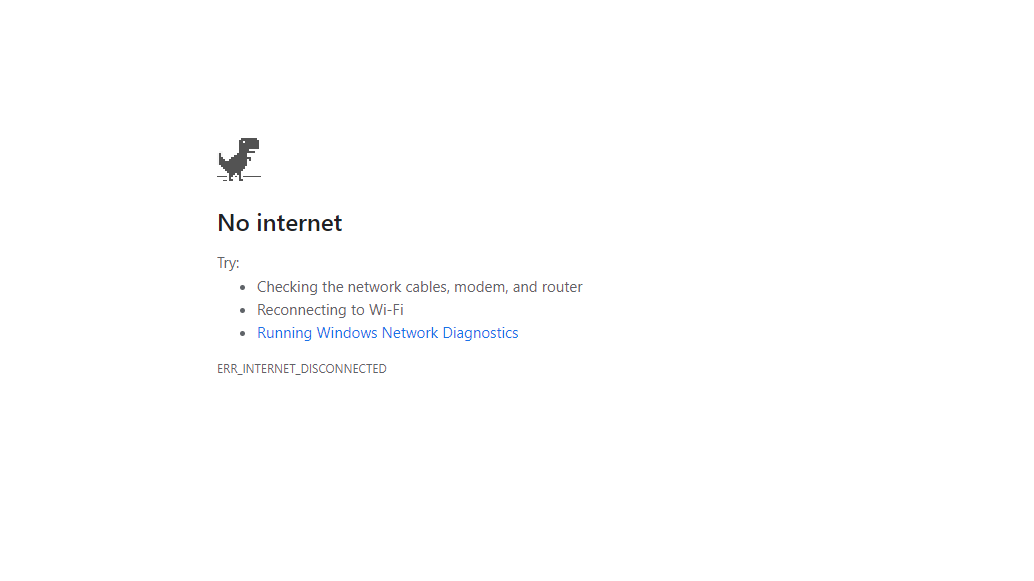 No internet
Try:
Checking the network cables, modem, and router
Reconnecting to Wi-Fi
Running Windows Network Diagnostics
ERR_INTERNET_DISCONNECTED